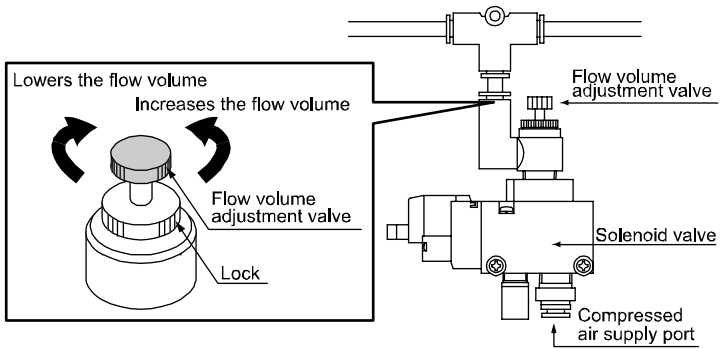 Lowers the flow volume
Increases the flow volume
Flow volume
adjustment valve
Lock
Flow volume
adjustment valve
Solenoid valve
Compressed
air supply port